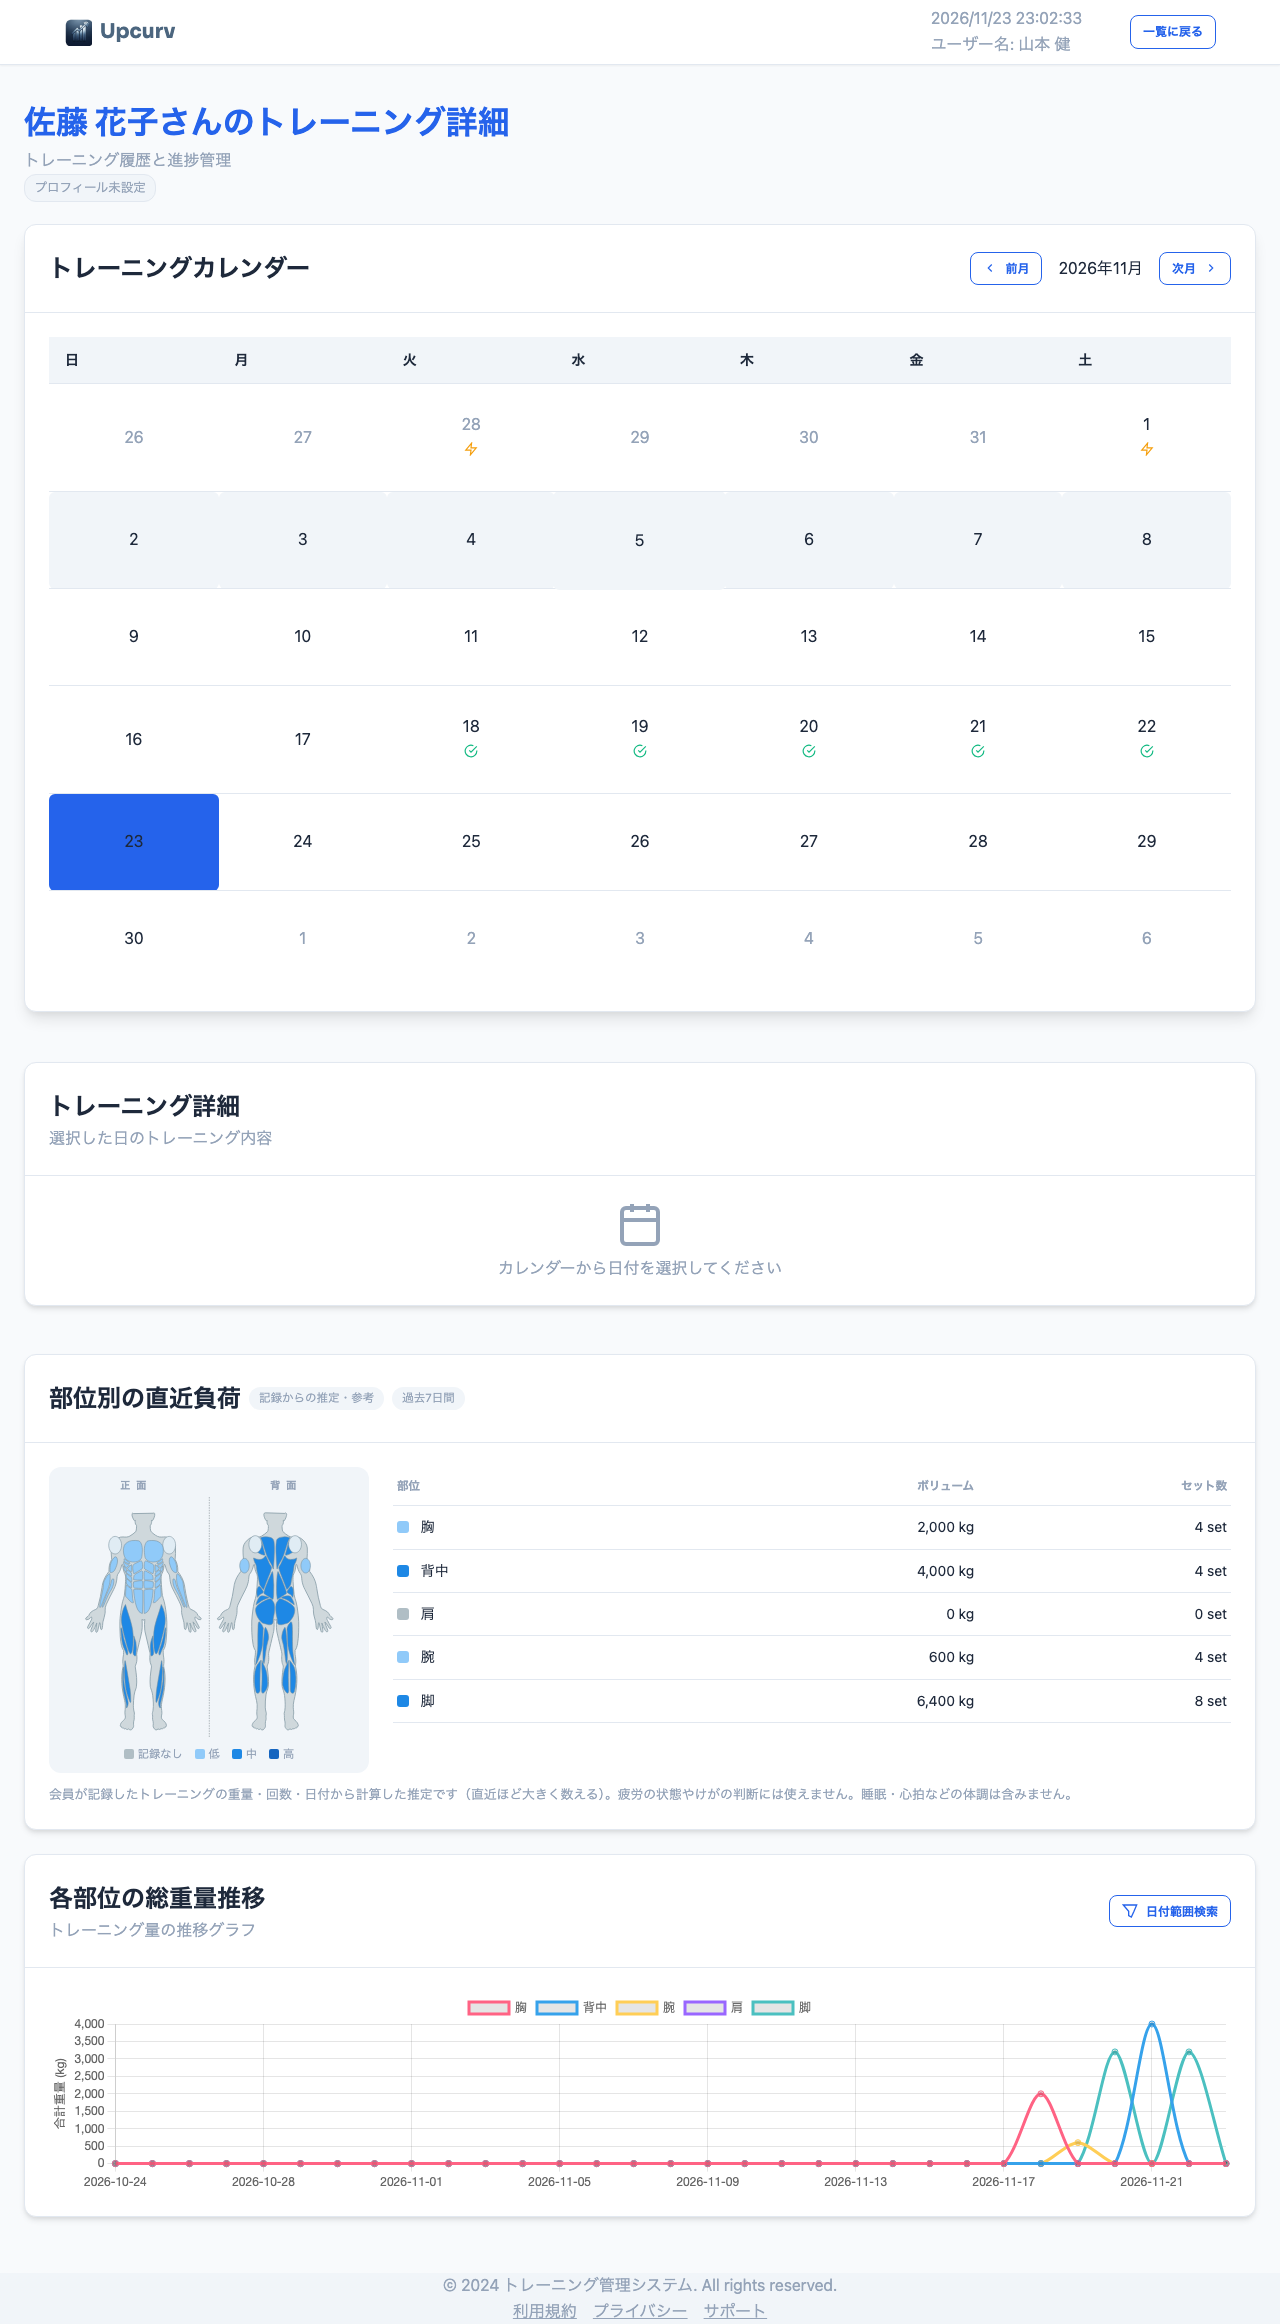 Upcurv
2026/11/23 23:02:33
ユーザー名: 山本 健
一覧に戻る
佐藤 花子さんのトレーニング詳細
トレーニング履歴と進捗管理
プロフィール未設定
トレーニングカレンダー
前月
2026年11月
次月
日 月 火 水 木 金 土
26 27 28 29 30 31 1
2 3 4 5 6 7 8
9 10 11 12 13 14 15
16 17 18 19 20 21 22
23 24 25 26 27 28 29
30 1 2 3 4 5 6
トレーニング詳細
選択した日のトレーニング内容
カレンダーから日付を選択してください
部位別の直近負荷
記録からの推定・参考
過去7日間
正 面
背 面
記録なし 低 中 高
部位 ボリューム セット数
胸 2,000 kg 4 set
背中 4,000 kg 4 set
肩 0 kg 0 set
腕 600 kg 4 set
脚 6,400 kg 8 set
会員が記録したトレーニングの重量・回数・日付から計算した推定です（直近ほど大きく数える）。疲労の状態やけがの判断には使えません。睡眠・心拍などの体調は含みません。
各部位の総重量推移
トレーニング量の推移グラフ
日付範囲検索
胸 背中 腕 肩 脚
合計重量 (kg)
4,000
3,500
3,000
2,500
2,000
1,500
1,000
500
0
2026-10-24 2026-10-28 2026-11-01 2026-11-05 2026-11-09 2026-11-13 2026-11-17 2026-11-21
© 2024 トレーニング管理システム. All rights reserved.
利用規約 プライバシー サポート